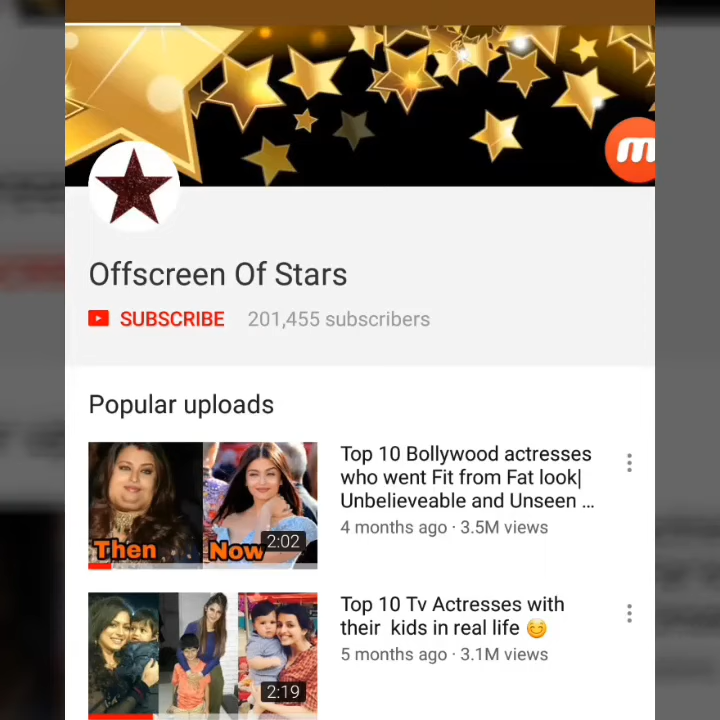 m
Offscreen Of Stars
SUBSCRIBE 201,455 subscribers
Popular uploads
Top 10 Bollywood actresses
who went Fit from Fat look|
Unbelieveable and Unseen ...
4 months ago · 3.5M views
Then Now 2:02
Top 10 Tv Actresses with
their kids in real life 😊
5 months ago · 3.1M views
2:19